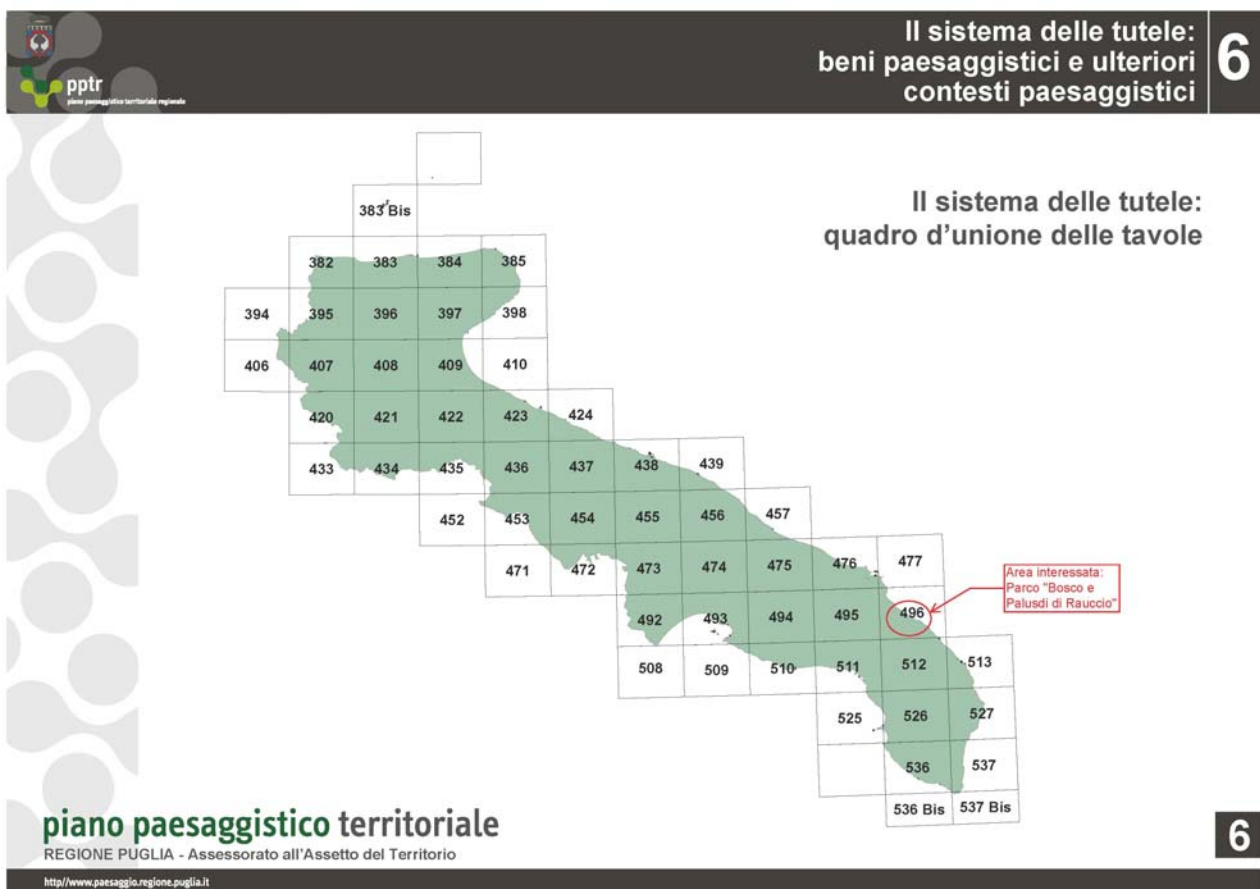 Il sistema delle tutele:
beni paesaggistici e ulteriori
contesti paesaggistici
6
pptr
piano paesaggistico territoriale regionale
Il sistema delle tutele:
quadro d'unione delle tavole
383 Bis
382 383 384 385
394 395 396 397 398
406 407 408 409 410
420 421 422 423 424
433 434 435 436 437 438 439
452 453 454 455 456 457
471 472 473 474 475 476 477
Area interessata:
Parco "Bosco e
Palusdi di Rauccio"
492 493 494 495 496
508 509 510 511 512 513
525 526 527
536 537
536 Bis 537 Bis
piano paesaggistico territoriale
REGIONE PUGLIA - Assessorato all'Assetto del Territorio
6
http//www.paesaggio.regione.puglia.it